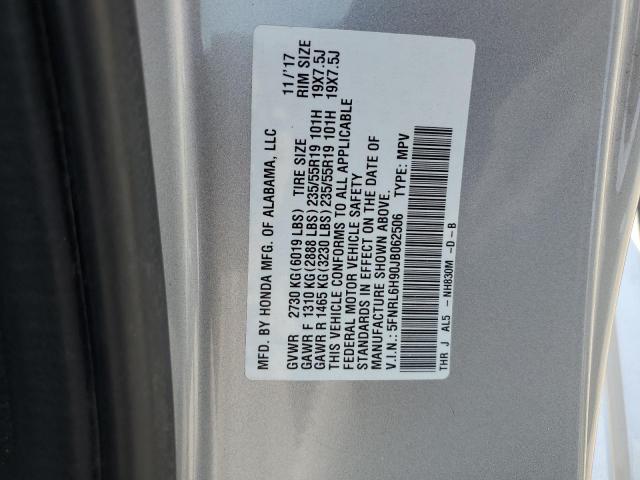 MFD. BY HONDA MFG. OF ALABAMA, LLC 11/'17
GVWR 2730 KG(6019 LBS) TIRE SIZE RIM SIZE
GAWR F 1310 KG(2888 LBS)235/55R19 101H 19X7.5J
GAWR R 1465 KG(3230 LBS)235/55R19 101H 19X7.5J
THIS VEHICLE CONFORMS TO ALL APPLICABLE
FEDERAL MOTOR VEHICLE SAFETY
STANDARDS IN EFFECT ON THE DATE OF
MANUFACTURE SHOWN ABOVE.
V.I.N.:5FNRL6H90JB062506 TYPE: MPV
THR J AL5 - NH830M -D-B